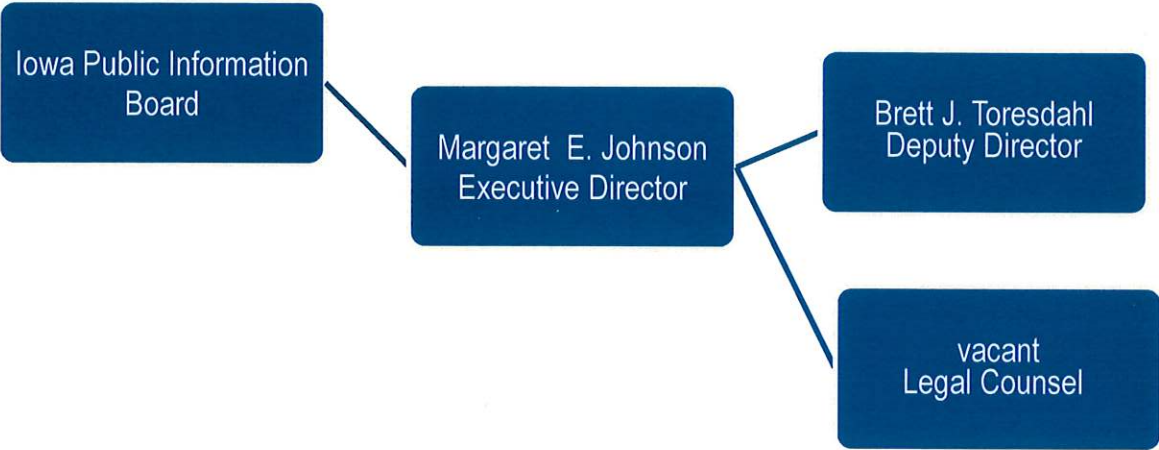 Iowa Public Information
Board
Margaret E. Johnson
Executive Director
Brett J. Toresdahl
Deputy Director
vacant
Legal Counsel